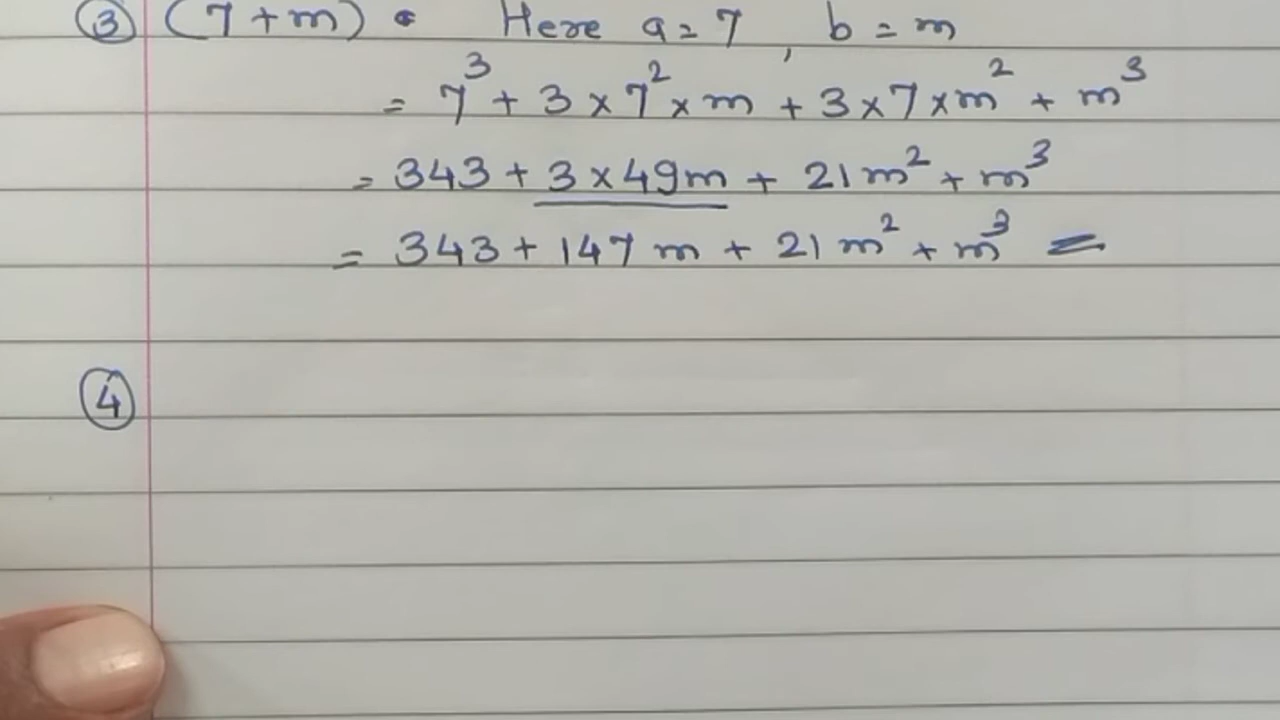 ③ (7+m) • Here a=7, b=m
= 7³ + 3×7²×m + 3×7×m² + m³
= 343 + 3×49m + 21m² + m³
= 343 + 147m + 21m² + m³
④